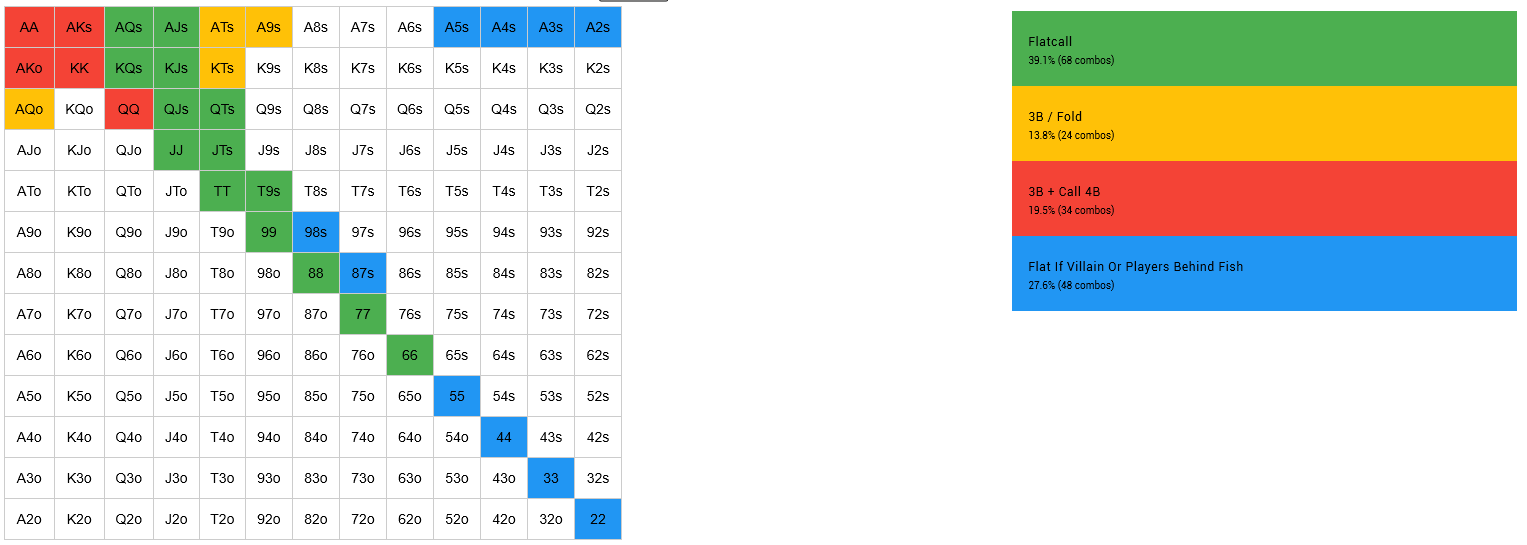 AA AKs AQs AJs ATs A9s A8s A7s A6s A5s A4s A3s A2s
AKo KK KQs KJs KTs K9s K8s K7s K6s K5s K4s K3s K2s
AQo KQo QQ QJs QTs Q9s Q8s Q7s Q6s Q5s Q4s Q3s Q2s
AJo KJo QJo JJ JTs J9s J8s J7s J6s J5s J4s J3s J2s
ATo KTo QTo JTo TT T9s T8s T7s T6s T5s T4s T3s T2s
A9o K9o Q9o J9o T9o 99 98s 97s 96s 95s 94s 93s 92s
A8o K8o Q8o J8o T8o 98o 88 87s 86s 85s 84s 83s 82s
A7o K7o Q7o J7o T7o 97o 87o 77 76s 75s 74s 73s 72s
A6o K6o Q6o J6o T6o 96o 86o 76o 66 65s 64s 63s 62s
A5o K5o Q5o J5o T5o 95o 85o 75o 65o 55 54s 53s 52s
A4o K4o Q4o J4o T4o 94o 84o 74o 64o 54o 44 43s 42s
A3o K3o Q3o J3o T3o 93o 83o 73o 63o 53o 43o 33 32s
A2o K2o Q2o J2o T2o 92o 82o 72o 62o 52o 42o 32o 22
Flatcall
39.1% (68 combos)
3B / Fold
13.8% (24 combos)
3B + Call 4B
19.5% (34 combos)
Flat If Villain Or Players Behind Fish
27.6% (48 combos)